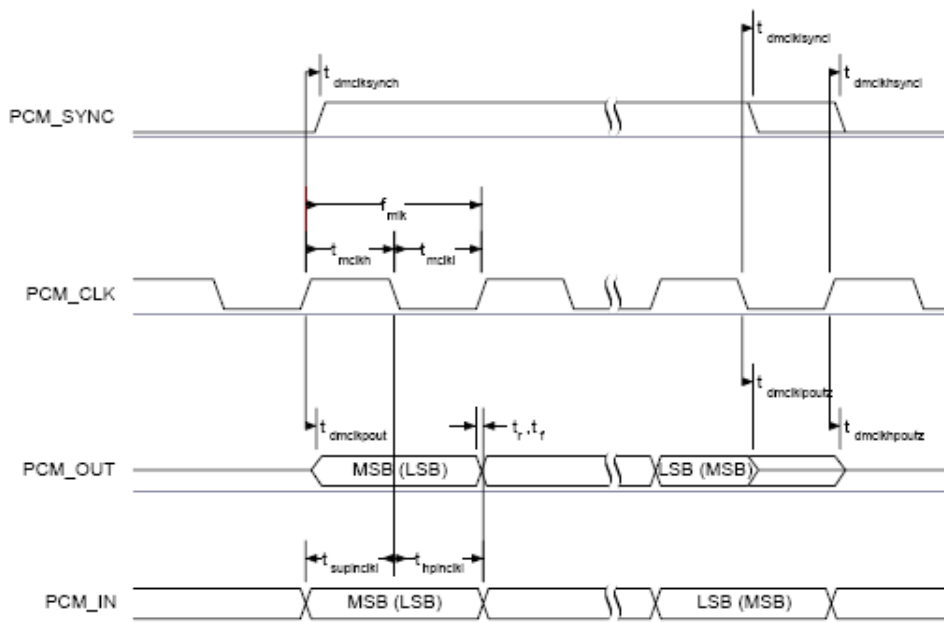 t dmclklsyncl
t dmclksynch
t dmclkhsyncl
PCM_SYNC
f mlk
t mclkh
t mclkl
PCM_CLK
t dmclklpoutz
t dmclkpout
t r ,t f
t dmclkhpoutz
PCM_OUT
MSB (LSB)
LSB (MSB)
t supinclkl
t hpinclkl
PCM_IN
MSB (LSB)
LSB (MSB)